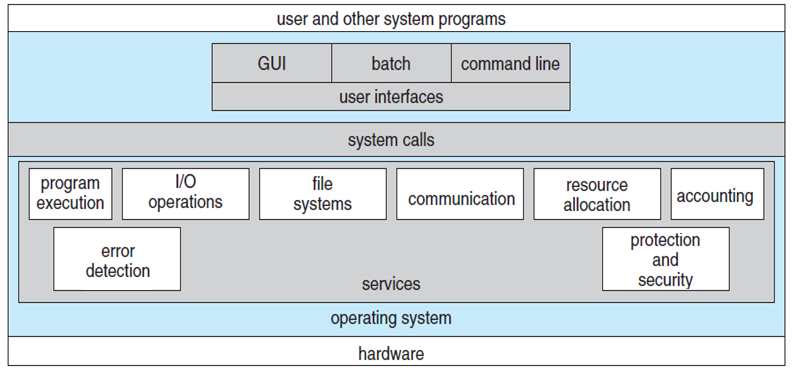 user and other system programs
GUI
batch
command line
user interfaces
system calls
program
execution
I/O
operations
file
systems
communication
resource
allocation
accounting
error
detection
protection
and
security
services
operating system
hardware